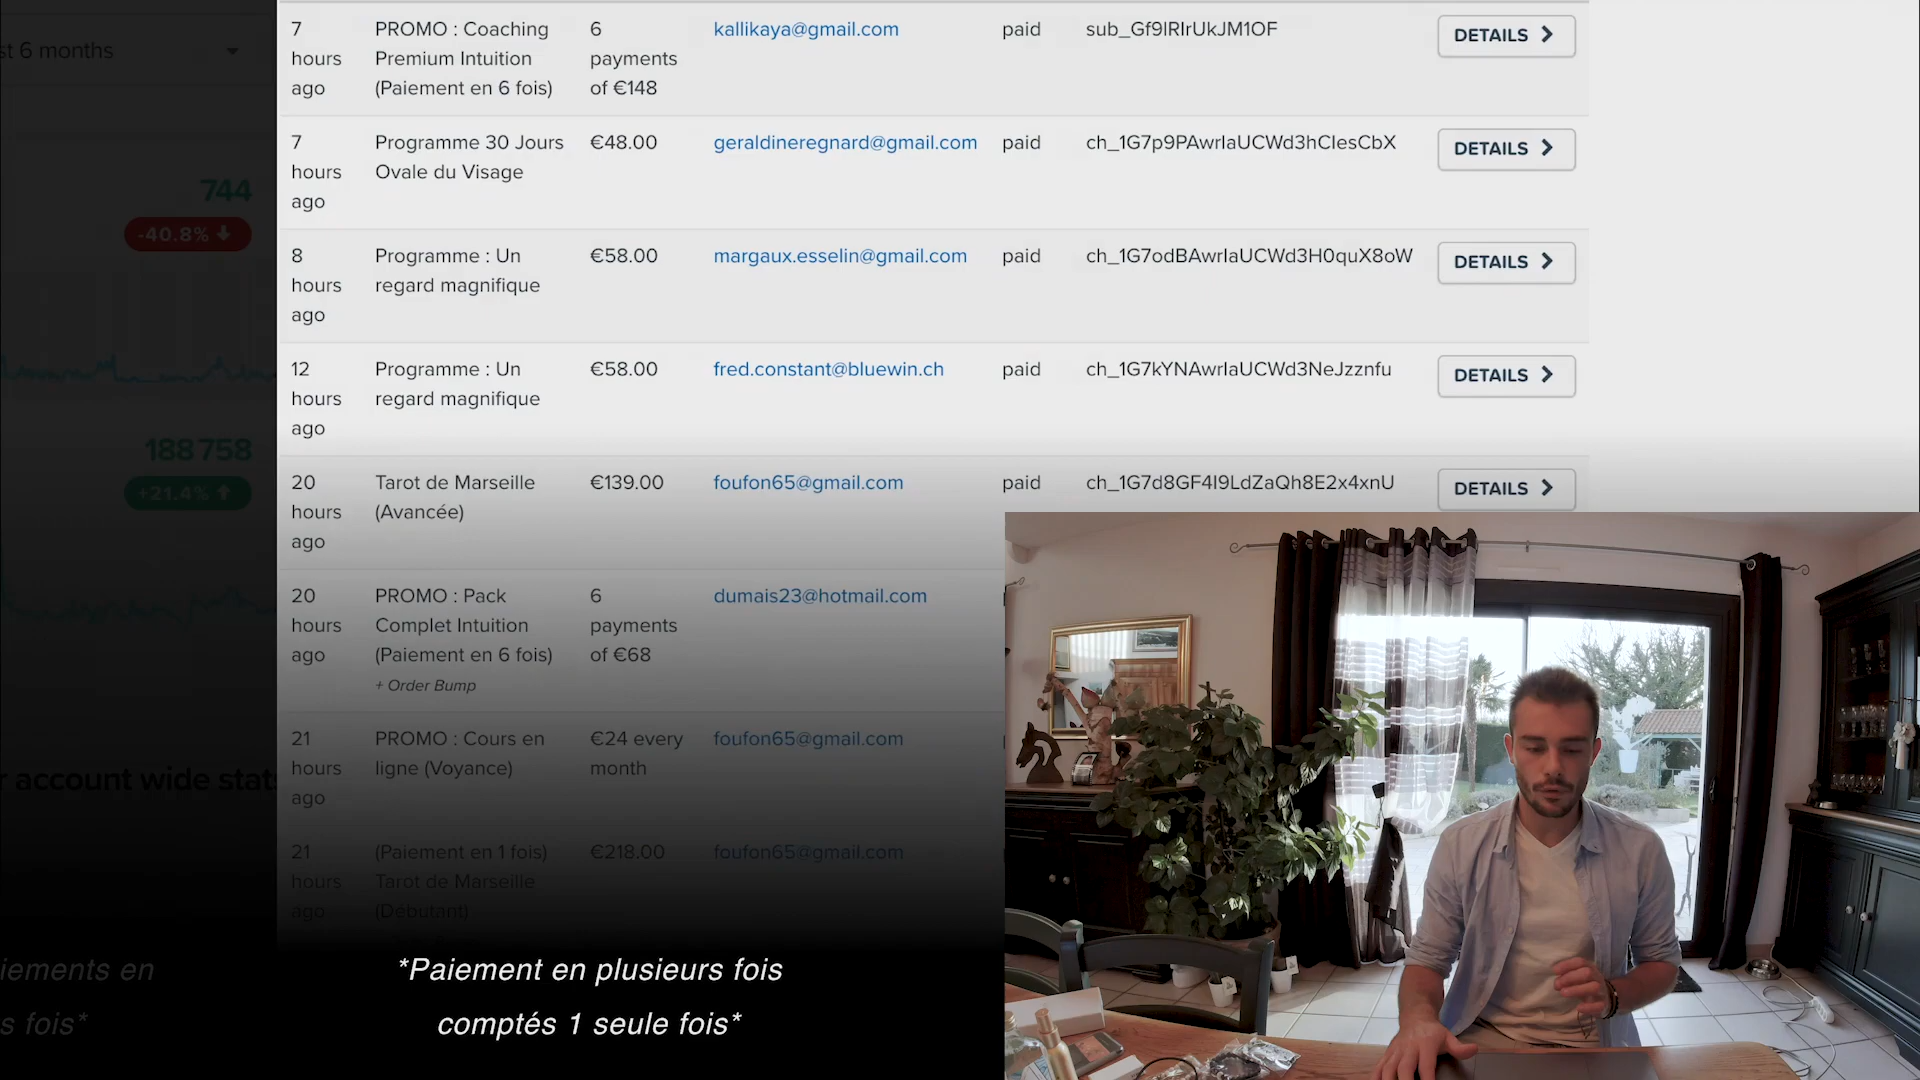 st 6 months
744
-40.8%
188 758
+21.4%
r account wide stats
iements en
s fois*
7 hours ago
PROMO : Coaching Premium Intuition (Paiement en 6 fois)
6 payments of €148
kallikaya@gmail.com
paid
sub_Gf9lRIrUkJM1OF
DETAILS
7 hours ago
Programme 30 Jours Ovale du Visage
€48.00
geraldineregnard@gmail.com
paid
ch_1G7p9PAwrIaUCWd3hClesCbX
DETAILS
8 hours ago
Programme : Un regard magnifique
€58.00
margaux.esselin@gmail.com
paid
ch_1G7odBAwrIaUCWd3H0quX8oW
DETAILS
12 hours ago
Programme : Un regard magnifique
€58.00
fred.constant@bluewin.ch
paid
ch_1G7kYNAwrIaUCWd3NeJzznfu
DETAILS
20 hours ago
Tarot de Marseille (Avancée)
€139.00
foufon65@gmail.com
paid
ch_1G7d8GF4I9LdZaQh8E2x4xnU
DETAILS
20 hours ago
PROMO : Pack Complet Intuition (Paiement en 6 fois)
+ Order Bump
6 payments of €68
dumais23@hotmail.com
21 hours ago
PROMO : Cours en ligne (Voyance)
€24 every month
foufon65@gmail.com
21 hours ago
(Paiement en 1 fois) Tarot de Marseille (Débutant)
€218.00
foufon65@gmail.com
*Paiement en plusieurs fois
comptés 1 seule fois*